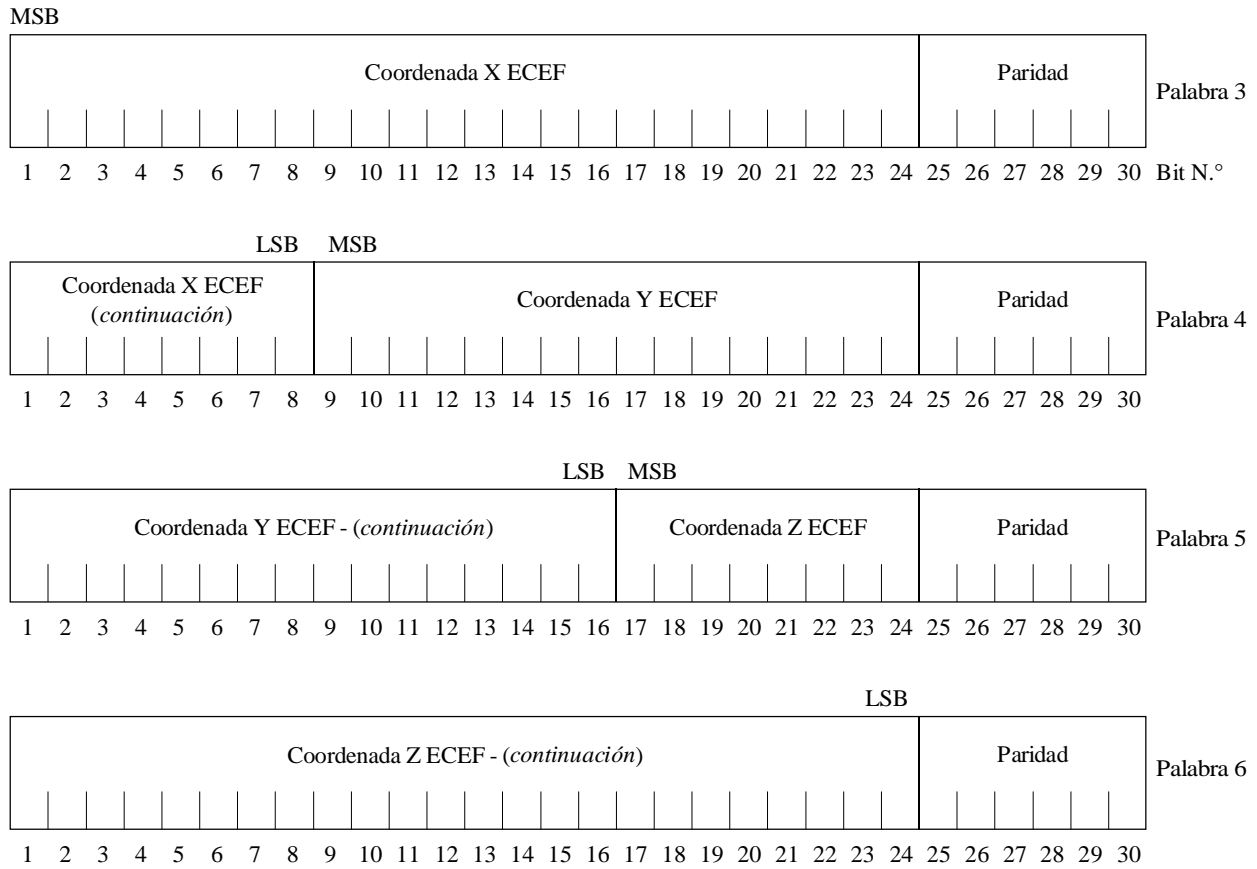 MSB
Coordenada X ECEF Paridad
Palabra 3
1 2 3 4 5 6 7 8 9 10 11 12 13 14 15 16 17 18 19 20 21 22 23 24 25 26 27 28 29 30 Bit N.°
LSB MSB
Coordenada X ECEF
(continuación)
Coordenada Y ECEF Paridad
Palabra 4
1 2 3 4 5 6 7 8 9 10 11 12 13 14 15 16 17 18 19 20 21 22 23 24 25 26 27 28 29 30
LSB MSB
Coordenada Y ECEF - (continuación) Coordenada Z ECEF Paridad
Palabra 5
1 2 3 4 5 6 7 8 9 10 11 12 13 14 15 16 17 18 19 20 21 22 23 24 25 26 27 28 29 30
LSB
Coordenada Z ECEF - (continuación) Paridad
Palabra 6
1 2 3 4 5 6 7 8 9 10 11 12 13 14 15 16 17 18 19 20 21 22 23 24 25 26 27 28 29 30